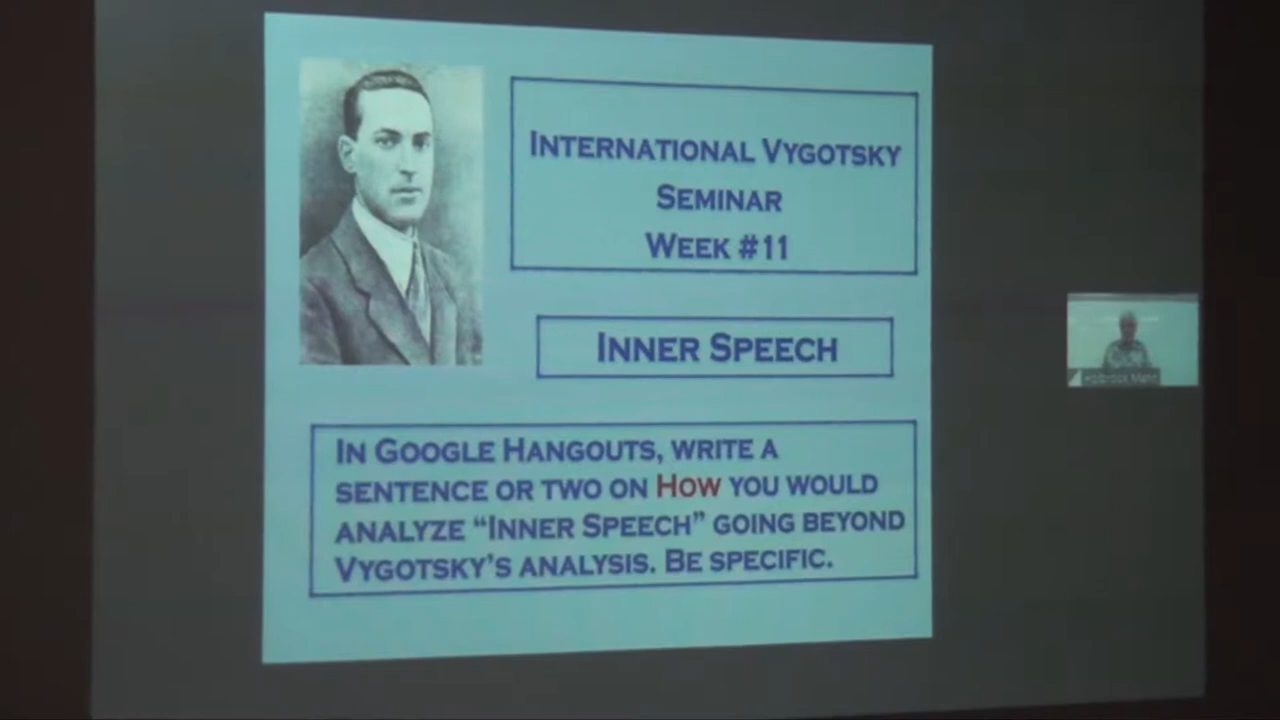 INTERNATIONAL VYGOTSKY
SEMINAR
WEEK #11
INNER SPEECH
IN GOOGLE HANGOUTS, WRITE A
SENTENCE OR TWO ON How YOU WOULD
ANALYZE “INNER SPEECH” GOING BEYOND
VYGOTSKY’S ANALYSIS. BE SPECIFIC.